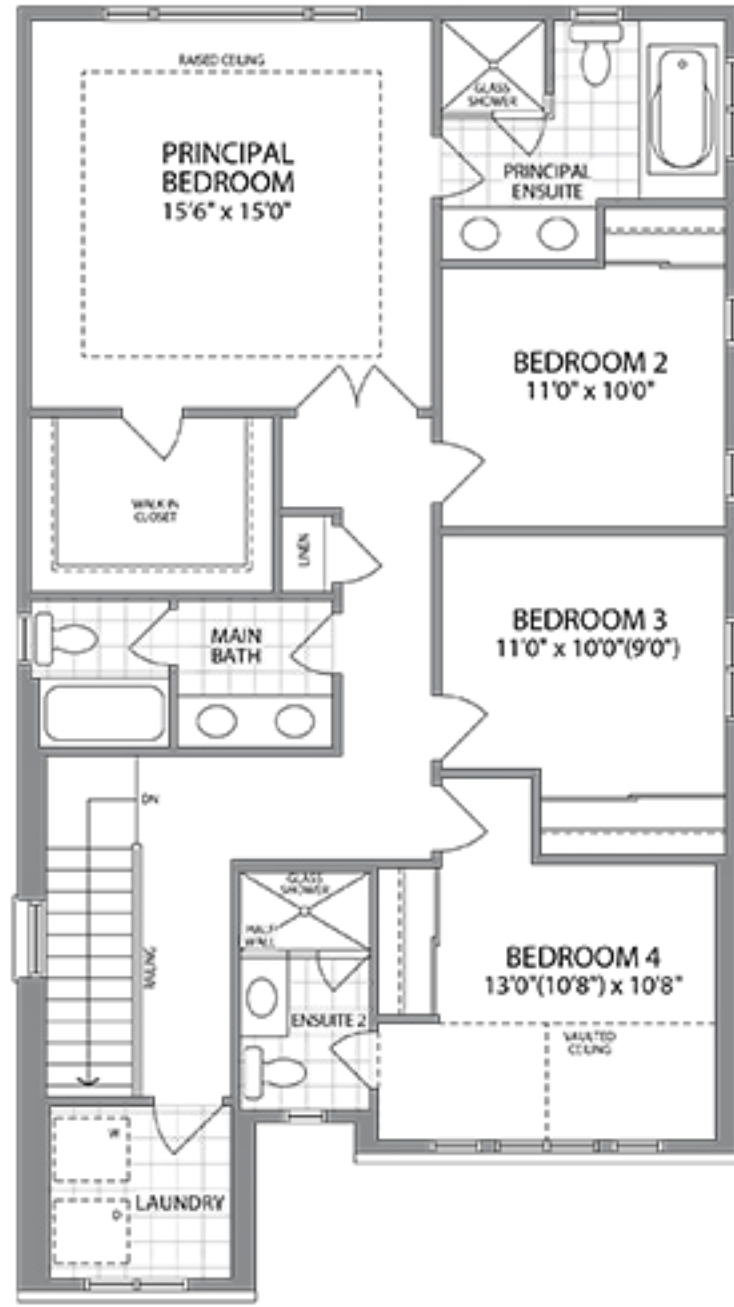 RAISED CEILING
PRINCIPAL
BEDROOM
15'6" x 15'0"
GLASS
SHOWER
PRINCIPAL
ENSUITE
BEDROOM 2
11'0" x 10'0"
WALK IN
CLOSET
LINEN
MAIN
BATH
BEDROOM 3
11'0" x 10'0"(9'0")
DN
RAILING
GLASS
SHOWER
HALF
WALL
ENSUITE 2
BEDROOM 4
13'0"(10'8") x 10'8"
VAULTED
CEILING
W
D
LAUNDRY